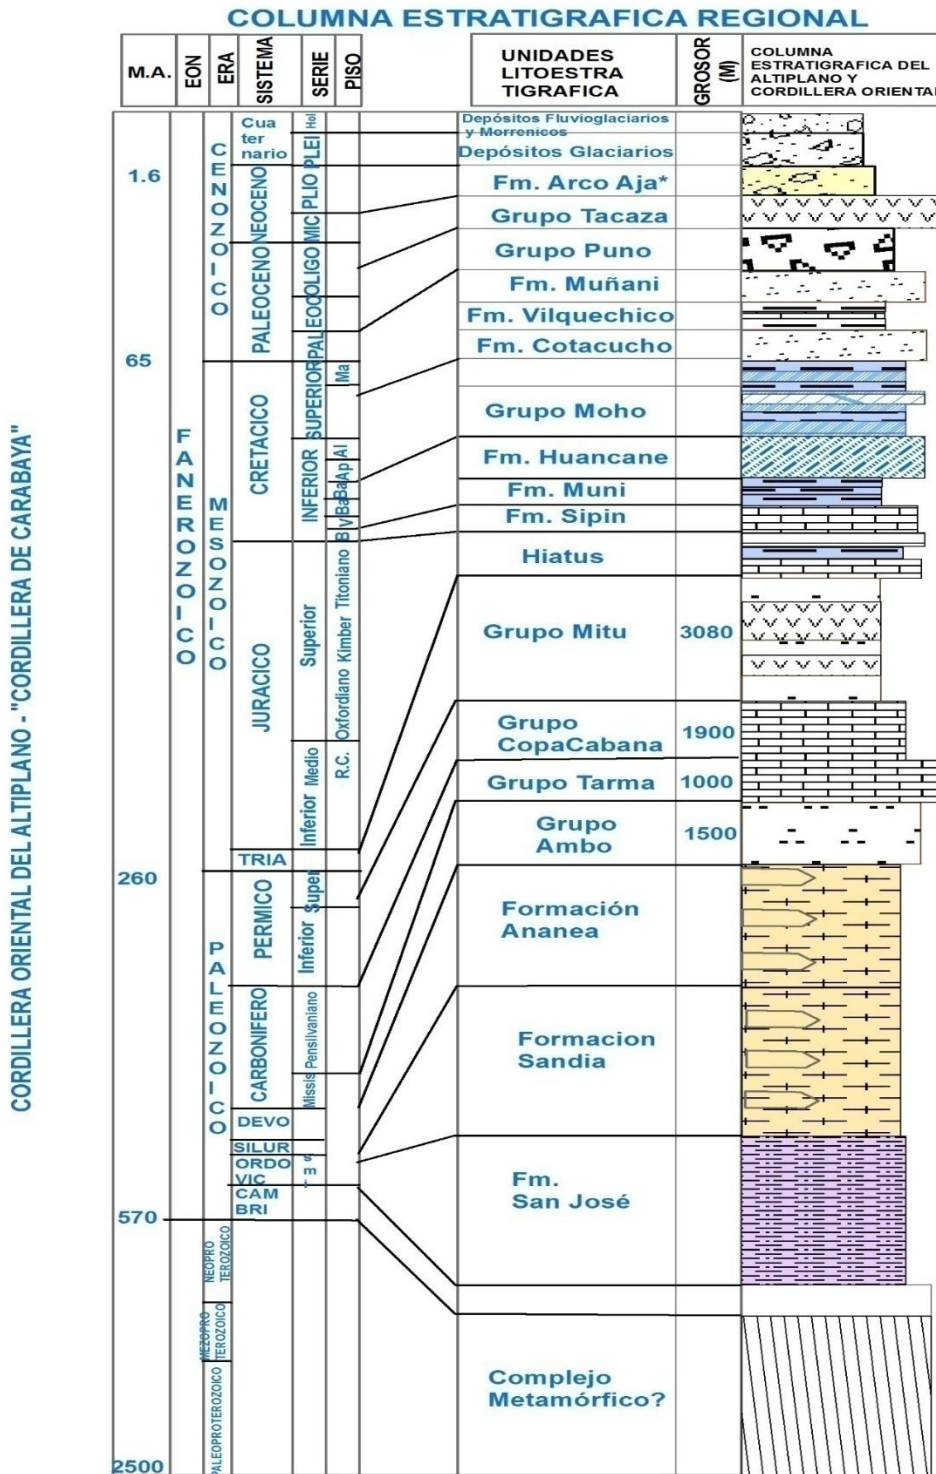 COLUMNA ESTRATIGRAFICA REGIONAL
CORDILLERA ORIENTAL DEL ALTIPLANO - "CORDILLERA DE CARABAYA"
M.A.
EON
ERA
SISTEMA
SERIE
PISO
UNIDADES
LITOESTRA
TIGRAFICA
GROSOR
(M)
COLUMNA
ESTRATIGRAFICA DEL
ALTIPLANO Y
CORDILLERA ORIENTAL
1.6
65
260
570
2500
FANEROZOICO
CENOZOICO
MESOZOICO
PALEOZOICO
NEOPRO
TEROZOICO
MEZOPRO
TEROZOICO
PALEOPROTEROZOICO
Cua
ter
nario
NEOCENO
PALEOCENO
CRETACICO
JURACICO
TRIA
PERMICO
CARBONIFERO
DEVO
SILUR
ORDO
VIC
CAM
BRI
Hol
PLEI
PLIO
MIC
OLIGO
PALEOC
SUPERIOR
INFERIOR
Superior
Medio
Inferior
Super
Inferior
Pensilvaniano
Missis
S
I
Ma
Al
Ap
Ba
Ba
V
B
Titoniano
Kimber
Oxfordiano
R.C.
Depósitos Fluvioglaciarios
y Morrenicos
Depósitos Glaciarios
Fm. Arco Aja*
Grupo Tacaza
Grupo Puno
Fm. Muñani
Fm. Vilquechico
Fm. Cotacucho
Grupo Moho
Fm. Huancane
Fm. Muni
Fm. Sipin
Hiatus
Grupo Mitu
3080
Grupo
CopaCabana
1900
Grupo Tarma
1000
Grupo
Ambo
1500
Formación
Ananea
Formacion
Sandia
Fm.
San José
Complejo
Metamórfico?